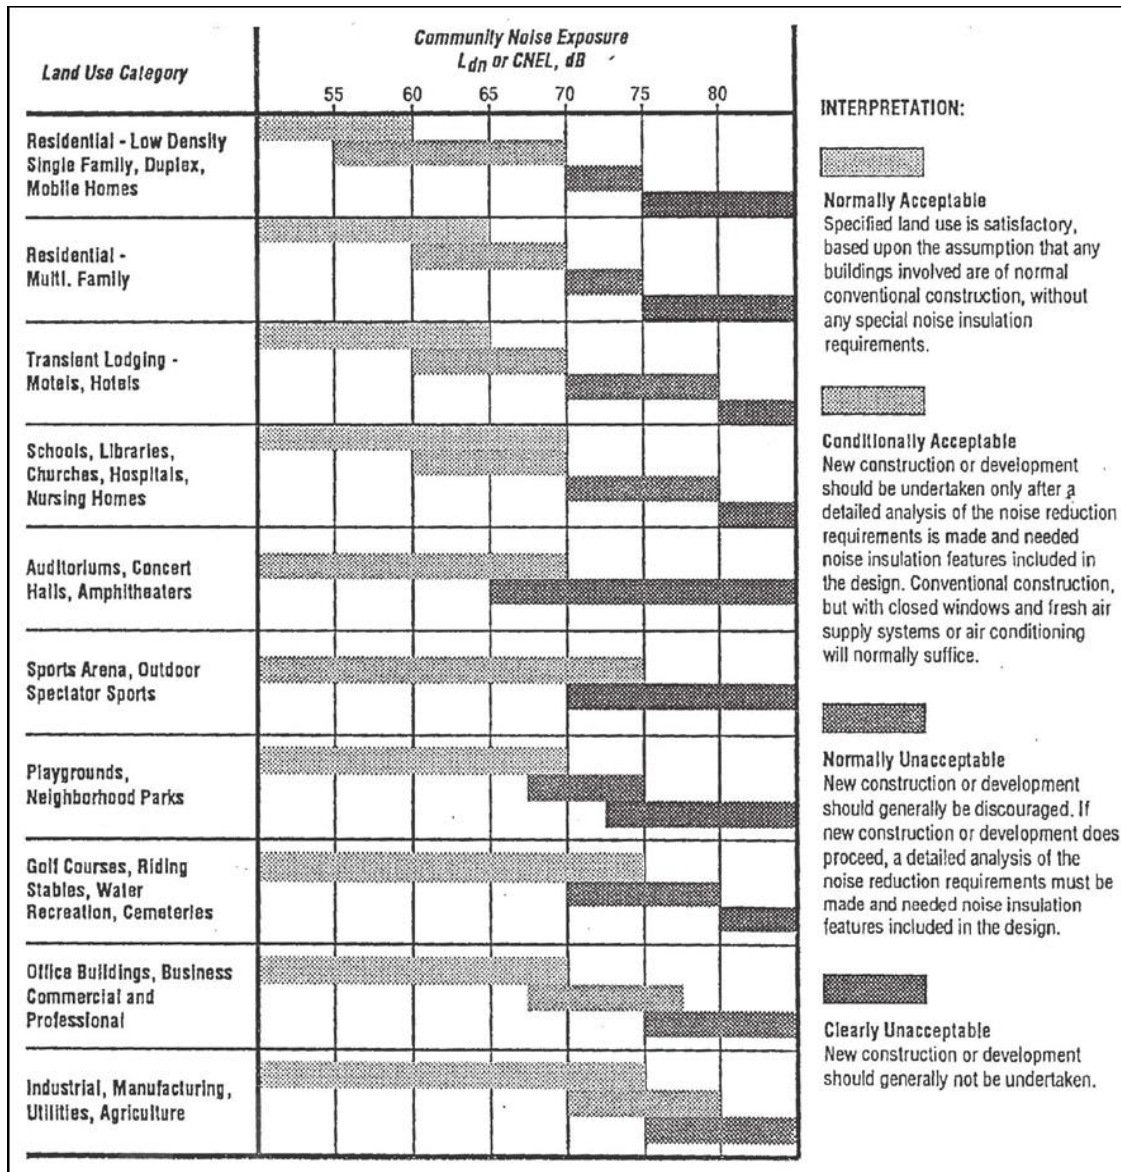 Community Noise Exposure
Ldn or CNEL, dB
Land Use Category
55 60 65 70 75 80
Residential - Low Density
Single Family, Duplex,
Mobile Homes
Residential -
Multi. Family
Transient Lodging -
Motels, Hotels
Schools, Libraries,
Churches, Hospitals,
Nursing Homes
Auditoriums, Concert
Halls, Amphitheaters
Sports Arena, Outdoor
Spectator Sports
Playgrounds,
Neighborhood Parks
Golf Courses, Riding
Stables, Water
Recreation, Cemeteries
Office Buildings, Business
Commercial and
Professional
Industrial, Manufacturing,
Utilities, Agriculture
INTERPRETATION:
Normally Acceptable
Specified land use is satisfactory,
based upon the assumption that any
buildings involved are of normal
conventional construction, without
any special noise insulation
requirements.
Conditionally Acceptable
New construction or development
should be undertaken only after a
detailed analysis of the noise reduction
requirements is made and needed
noise insulation features included in
the design. Conventional construction,
but with closed windows and fresh air
supply systems or air conditioning
will normally suffice.
Normally Unacceptable
New construction or development
should generally be discouraged. If
new construction or development does
proceed, a detailed analysis of the
noise reduction requirements must be
made and needed noise insulation
features included in the design.
Clearly Unacceptable
New construction or development
should generally not be undertaken.